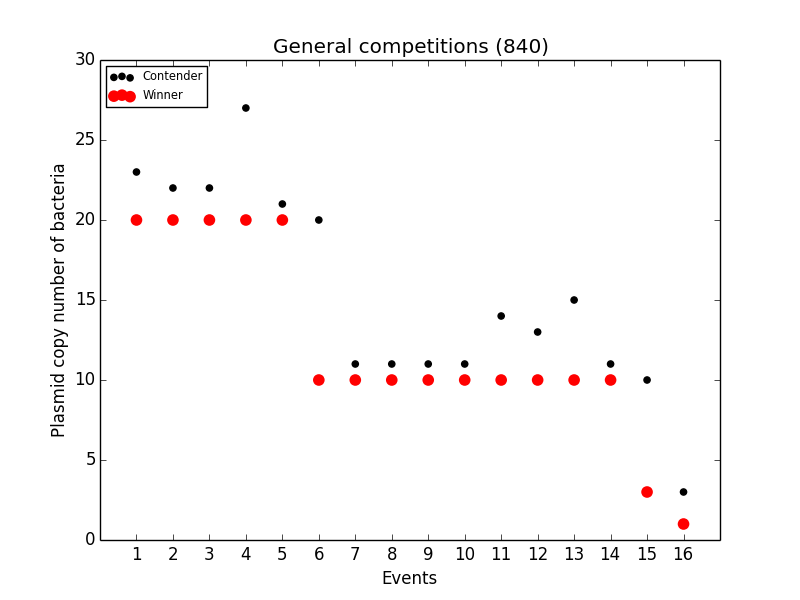 General competitions (840)
Contender
Winner
30
25
20
15
10
5
0
Plasmid copy number of bacteria
1 2 3 4 5 6 7 8 9 10 11 12 13 14 15 16
Events